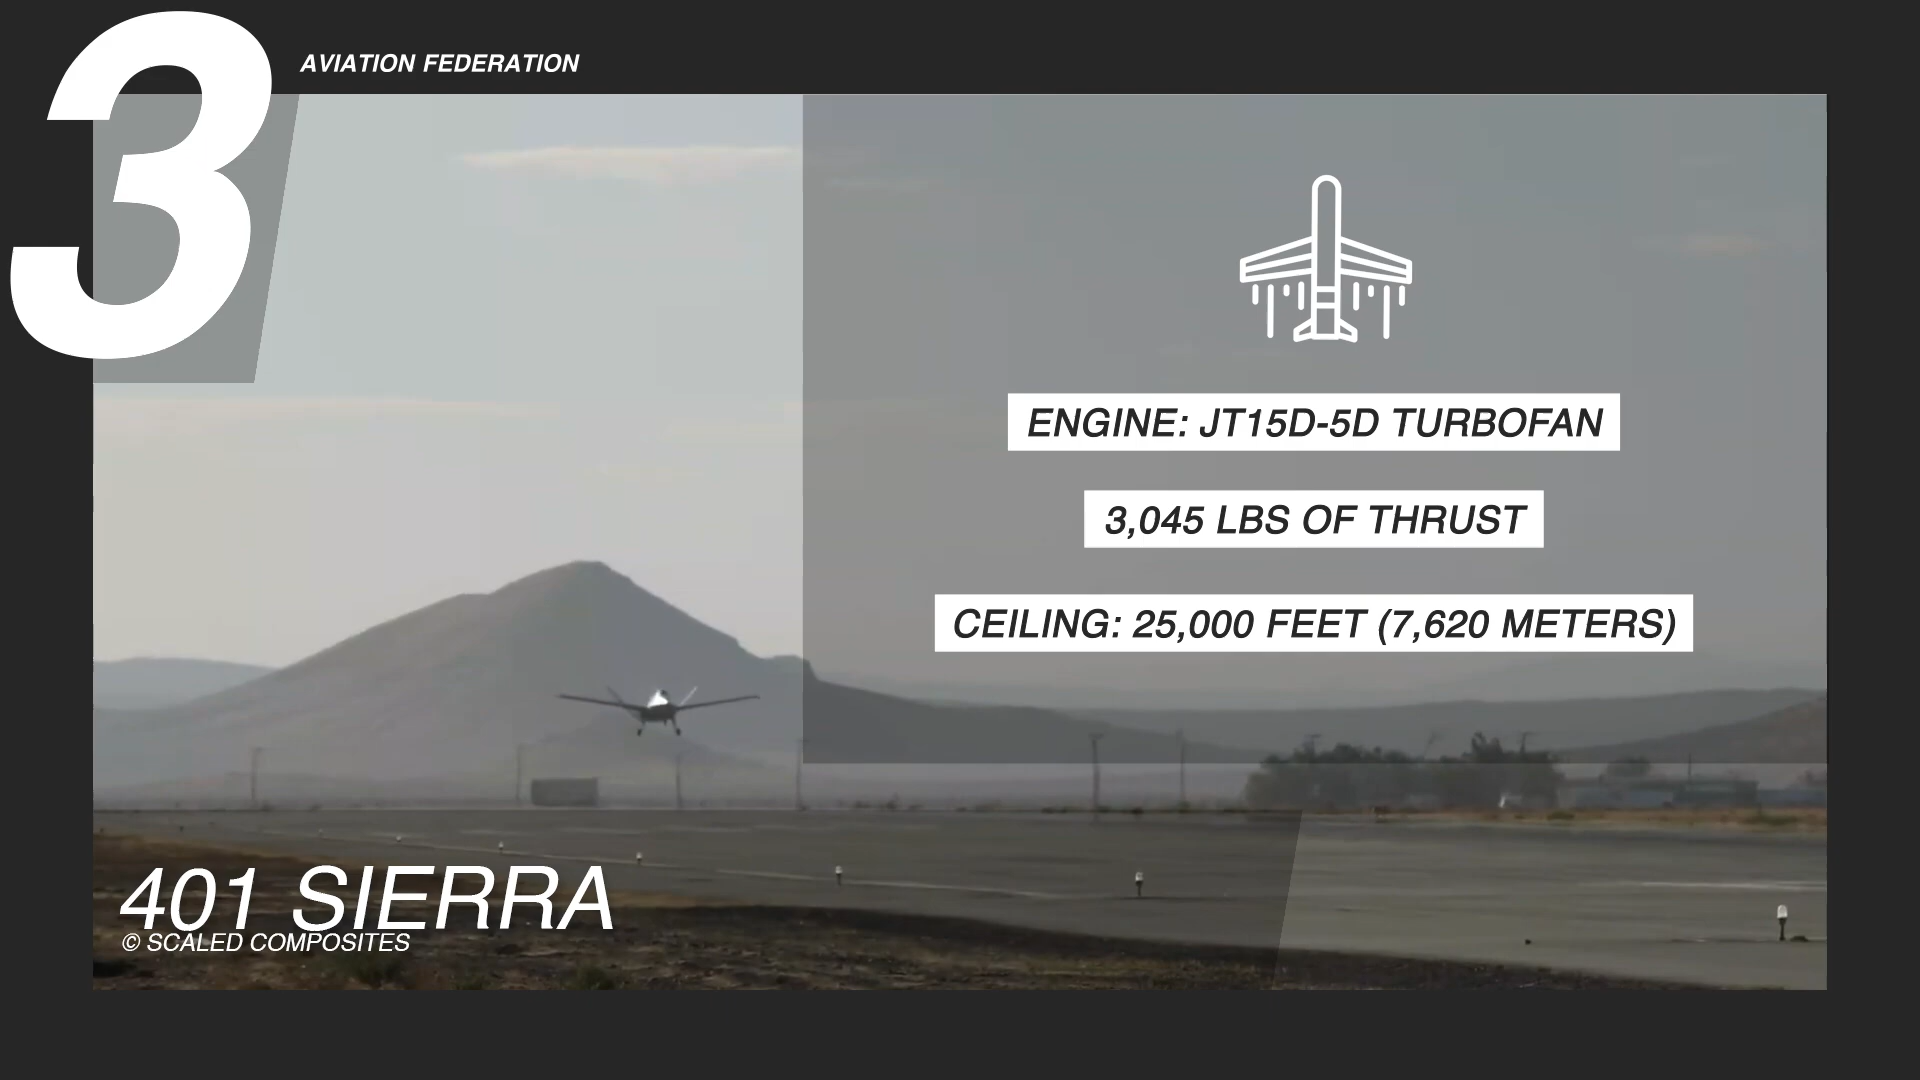 3
AVIATION FEDERATION
ENGINE: JT15D-5D TURBOFAN
3,045 LBS OF THRUST
CEILING: 25,000 FEET (7,620 METERS)
401 SIERRA
© SCALED COMPOSITES